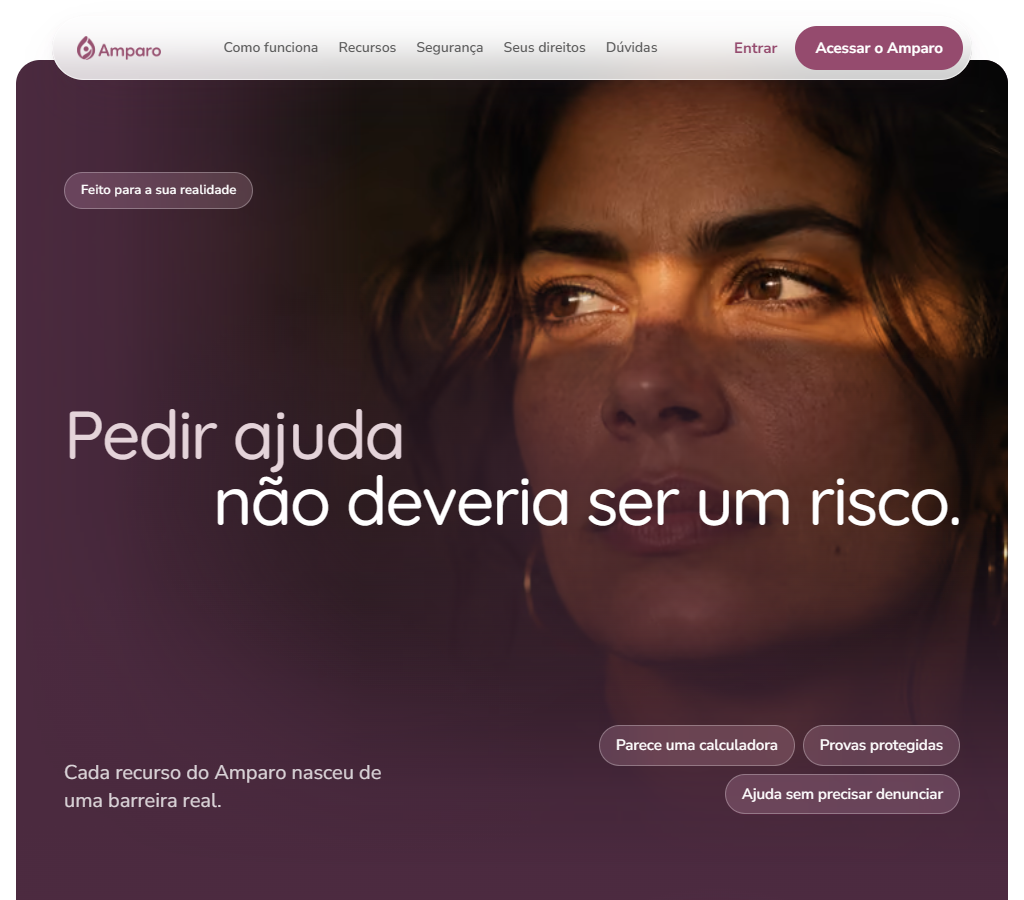 Amparo
Como funciona
Recursos
Segurança
Seus direitos
Dúvidas
Entrar
Acessar o Amparo
Feito para a sua realidade
Pedir ajuda
não deveria ser um risco.
Cada recurso do Amparo nasceu de
uma barreira real.
Parece uma calculadora
Provas protegidas
Ajuda sem precisar denunciar